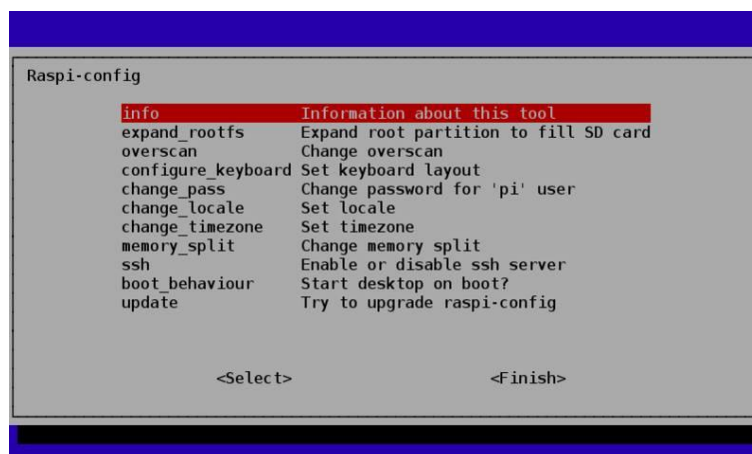 Raspi-config
info Information about this tool
expand_rootfs Expand root partition to fill SD card
overscan Change overscan
configure_keyboard Set keyboard layout
change_pass Change password for 'pi' user
change_locale Set locale
change_timezone Set timezone
memory_split Change memory split
ssh Enable or disable ssh server
boot_behaviour Start desktop on boot?
update Try to upgrade raspi-config
<Select> <Finish>